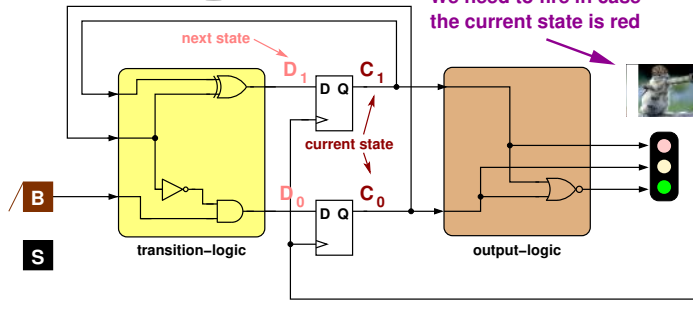 We need to fire in case
the current state is red
next state
D1
C1
D Q
current state
B
D0
C0
D Q
S
transition-logic
output-logic